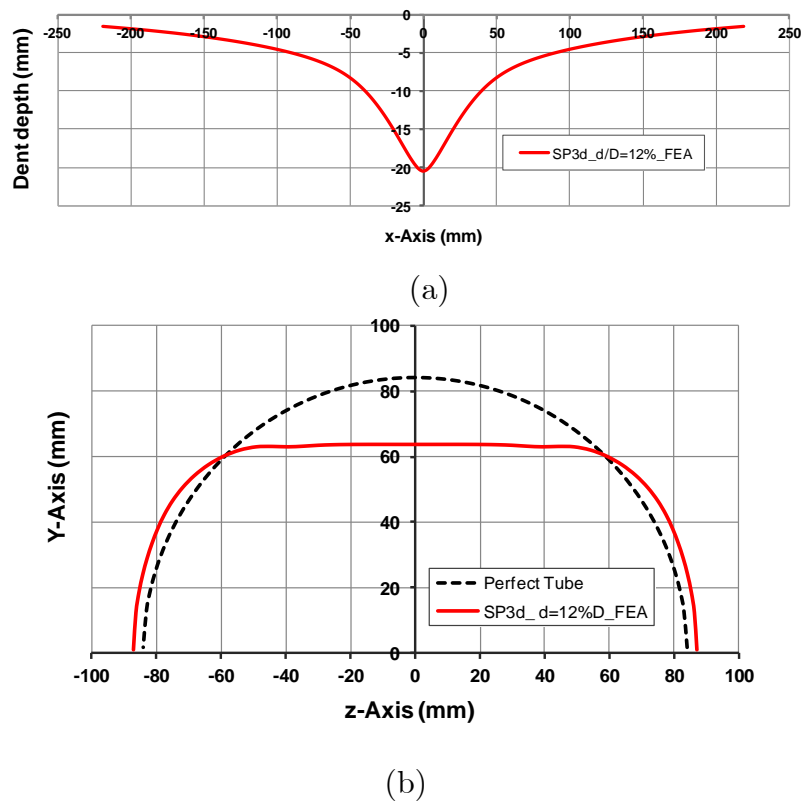 0
-250 -200 -150 -100 -50 0 50 100 150 200 250
-5
-10
-15
-20
-25
Dent depth (mm)
SP3d_d/D=12%_FEA
x-Axis (mm)
(a)
100
80
60
40
20
0
Y-Axis (mm)
Perfect Tube
SP3d_ d=12%D_FEA
-100 -80 -60 -40 -20 0 20 40 60 80 100
z-Axis (mm)
(b)